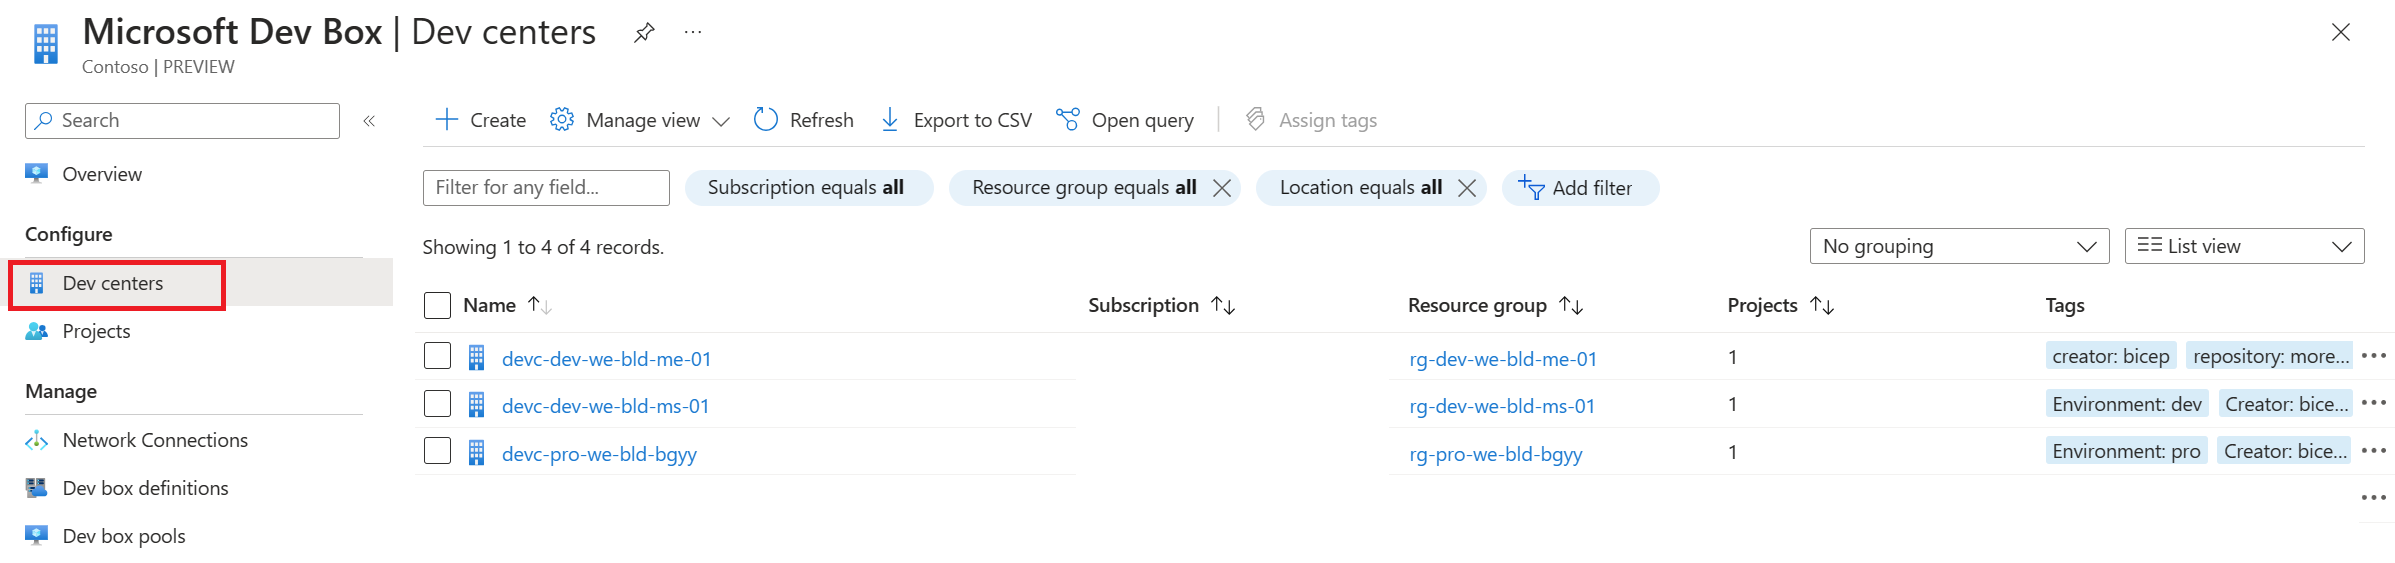 Microsoft Dev Box | Dev centers
Contoso | PREVIEW
Search
Overview
Configure
Dev centers
Projects
Manage
Network Connections
Dev box definitions
Dev box pools
Create Manage view Refresh Export to CSV Open query Assign tags
Filter for any field... Subscription equals all Resource group equals all Location equals all Add filter
Showing 1 to 4 of 4 records. No grouping List view
Name Subscription Resource group Projects Tags
devc-dev-we-bld-me-01 rg-dev-we-bld-me-01 1 creator: bicep repository: more...
devc-dev-we-bld-ms-01 rg-dev-we-bld-ms-01 1 Environment: dev Creator: bice...
devc-pro-we-bld-bgyy rg-pro-we-bld-bgyy 1 Environment: pro Creator: bice...